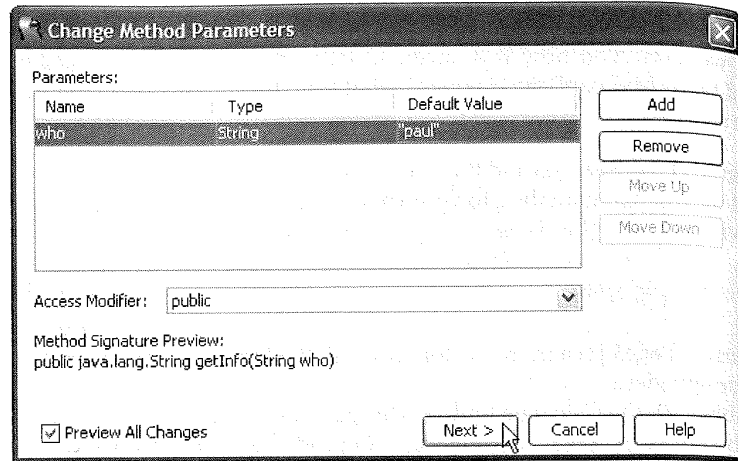 Change Method Parameters
Parameters:
Name Type Default Value
who String "paul"
Add
Remove
Move Up
Move Down
Access Modifier: public
Method Signature Preview:
public java.lang.String getInfo(String who)
Preview All Changes
Next > Cancel Help